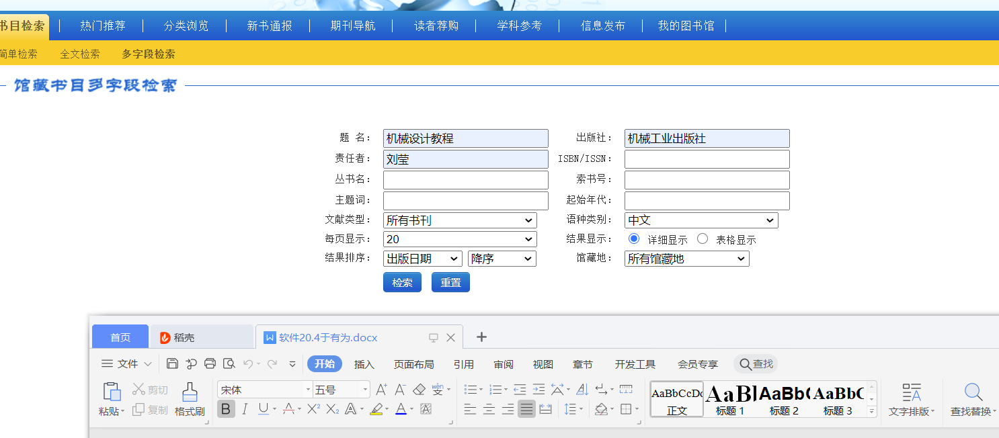 书目检索 热门推荐 分类浏览 新书通报 期刊导航 读者荐购 学科参考 信息发布 我的图书馆
简单检索 全文检索 多字段检索
馆藏书目多字段检索
题 名： 机械设计教程 出版社： 机械工业出版社
责任者： 刘莹 ISBN/ISSN：
丛书名： 索书号：
主题词： 起始年代：
文献类型： 所有书刊 语种类别： 中文
每页显示： 20 结果显示： 详细显示 表格显示
结果排序： 出版日期 降序 馆藏地： 所有馆藏地
检索 重置
首页 稻壳 软件20.4于有为.docx
文件 开始 插入 页面布局 引用 审阅 视图 章节 开发工具 会员专享 查找
剪切 宋体 五号 wén 文 AaBbCcDd AaBl AaBb( AaBbC
粘贴 复制 格式刷 B I U 正文 标题 1 标题 2 标题 3 文字排版 查找替换